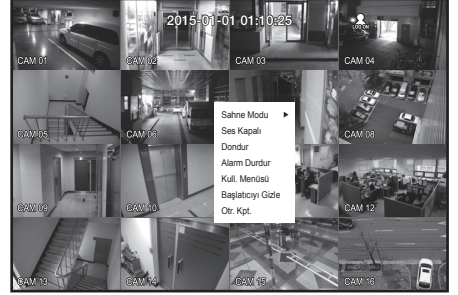 2015-01-01 01:10:25
LOG ON
CAM 01
CAM 02
CAM 03
CAM 04
CAM 05
CAM 06
CAM 08
Sahne Modu
Ses Kapalı
Dondur
Alarm Durdur
Kull. Menüsü
Başlatıcıyı Gizle
Otr. Kpt.
CAM 09
CAM 10
CAM 12
CAM 13
CAM 14
CAM 15
CAM 16